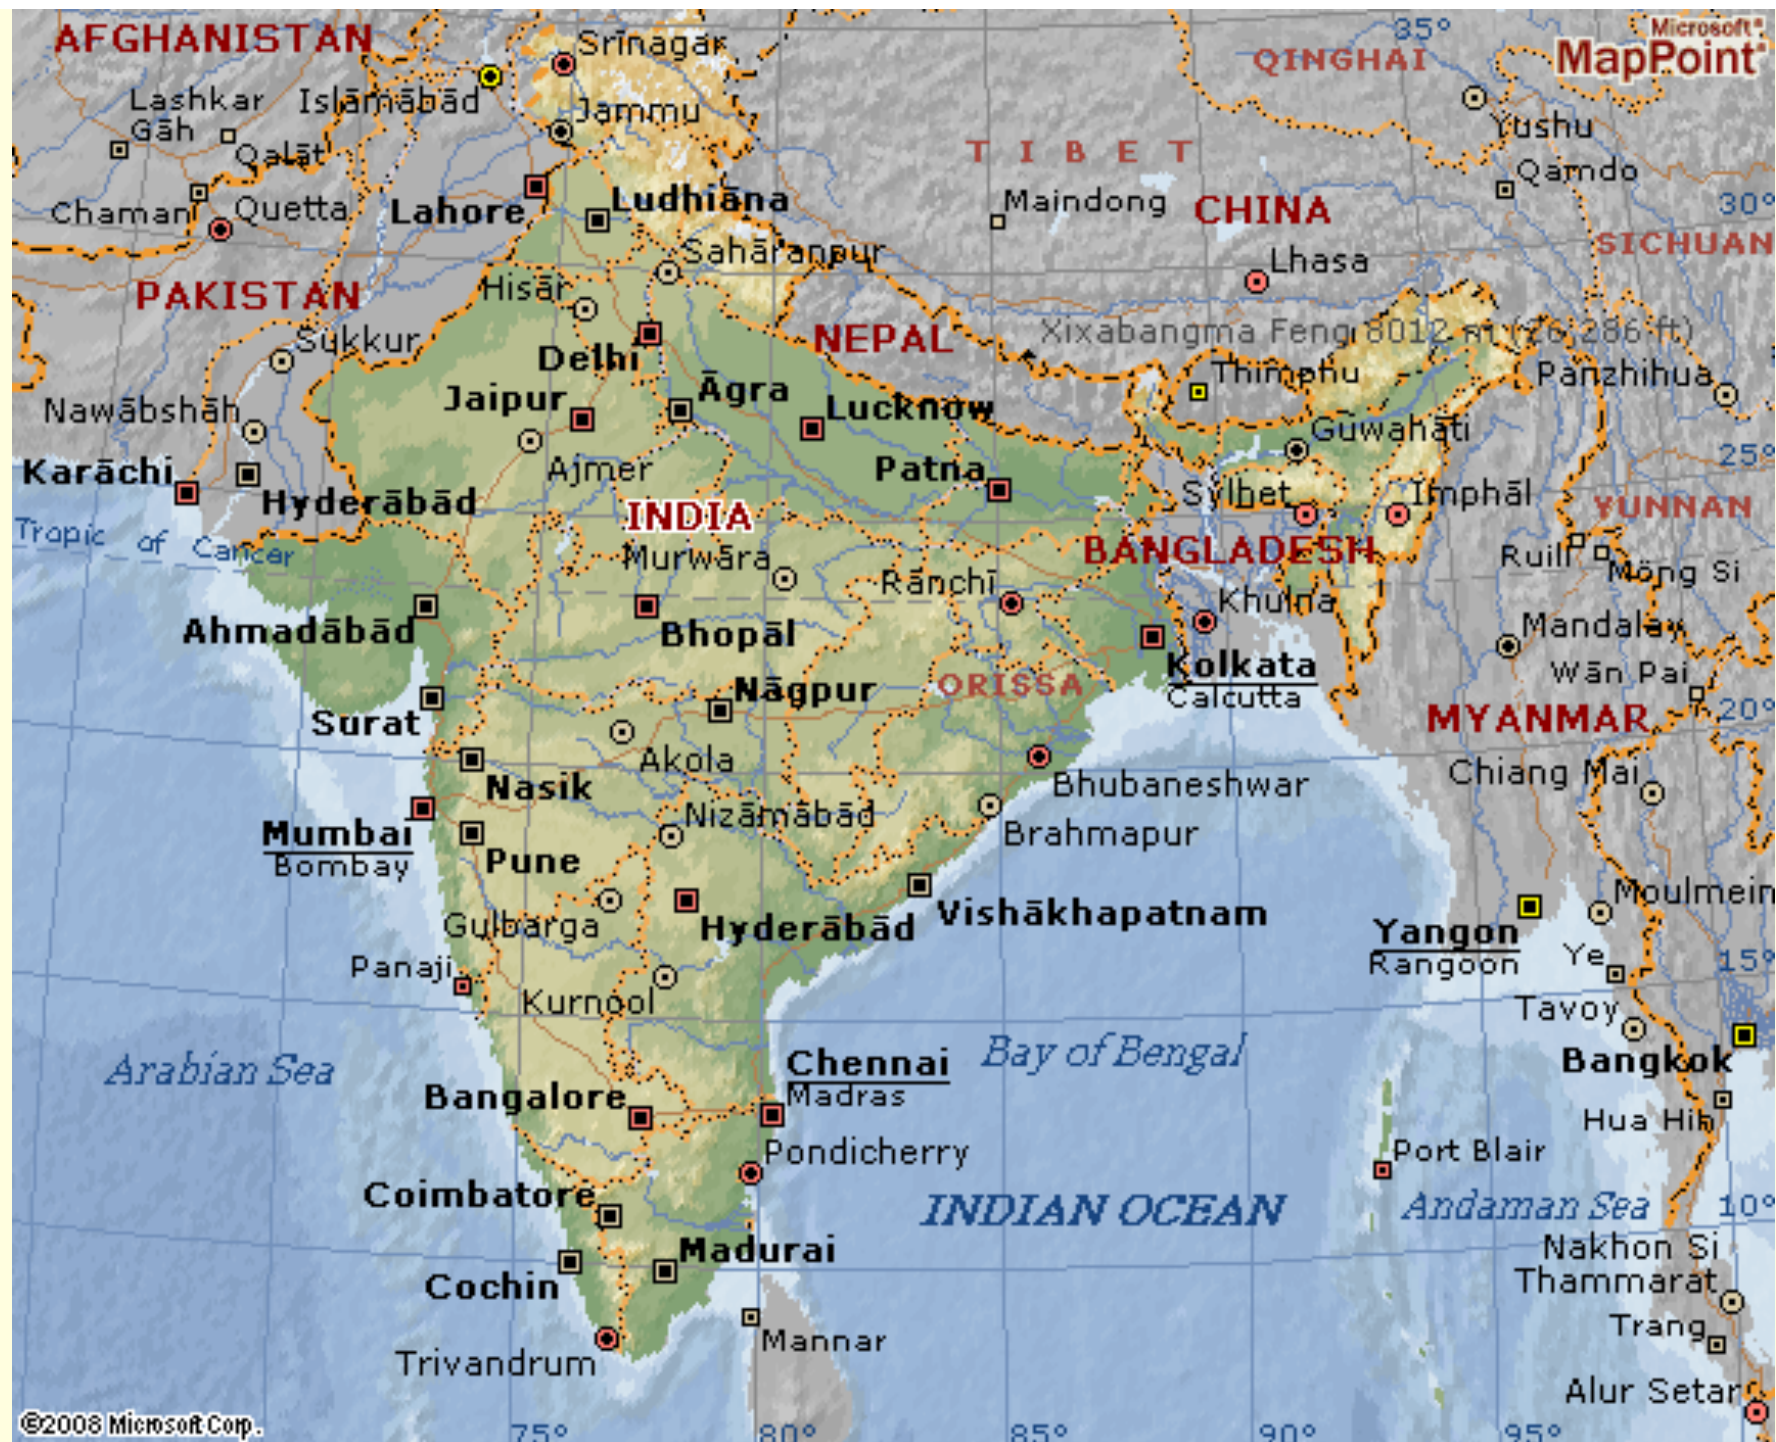 AFGHANISTAN
Srīnagar
35°
Microsoft®
MapPoint®
QINGHAI
Lashkar
Gāh
Islāmābād
Jammu
Yushu
Qalāt
TIBET
Qamdo
Chaman
Quetta
Lahore
Ludhiāna
Maindong
CHINA
30°
SICHUAN
Sahāranpur
Lhasa
PAKISTAN
Hisār
Sukkur
Delhi
NEPAL
Xixabangma Feng 8012 m (26,286 ft)
Thimphu
Panzhihua
Nawābshāh
Jaipur
Āgra
Lucknow
Guwahāti
Karāchi
Ajmer
Patna
25°
Hyderābād
Sylhet
Imphāl
INDIA
YUNNAN
Tropic of Cancar
Murwāra
BANGLADESH
Ruili
Möng Si
Rānchī
Khulna
Ahmadābād
Bhopāl
Mandalay
Kolkata
Calcutta
Wān Pai
Nāgpur
ORISSA
Surat
MYANMAR
20°
Akola
Nasik
Bhubaneshwar
Chiang Mai
Mumbai
Bombay
Nizāmābād
Brahmapur
Pune
Moulmein
Gulbarga
Hyderābād
Vishākhapatnam
Yangon
Rangoon
Ye
15°
Panaji
Kurnool
Tavoy
Arabian Sea
Chennai
Madras
Bay of Bengal
Bangkok
Bangalore
Hua Hin
Pondicherry
Port Blair
Coimbatore
INDIAN OCEAN
Andaman Sea
10°
Madurai
Cochin
Nakhon Si
Thammarat
Mannar
Trang
Trivandrum
Alur Setar
©2008 Microsoft Corp.
75°
80°
85°
90°
95°